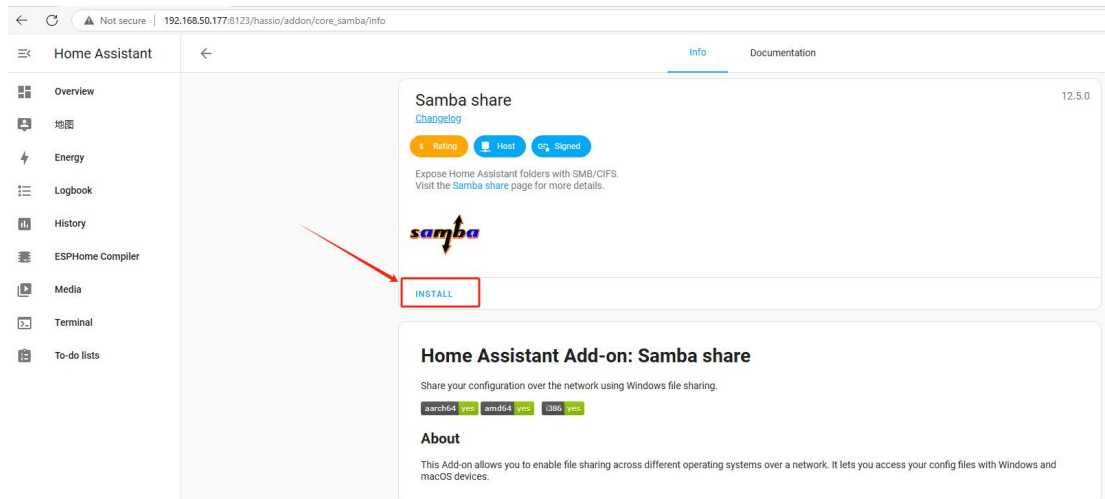 Not secure | 192.168.50.177:8123/hassio/addon/core_samba/info
Home Assistant
Info Documentation
Overview
地图
Energy
Logbook
History
ESPHome Compiler
Media
Terminal
To-do lists
Samba share
12.5.0
Changelog
5 Rating Host Signed
Expose Home Assistant folders with SMB/CIFS.
Visit the Samba share page for more details.
samba
INSTALL
Home Assistant Add-on: Samba share
Share your configuration over the network using Windows file sharing.
aarch64 yes amd64 yes i386 yes
About
This Add-on allows you to enable file sharing across different operating systems over a network. It lets you access your config files with Windows and
macOS devices.